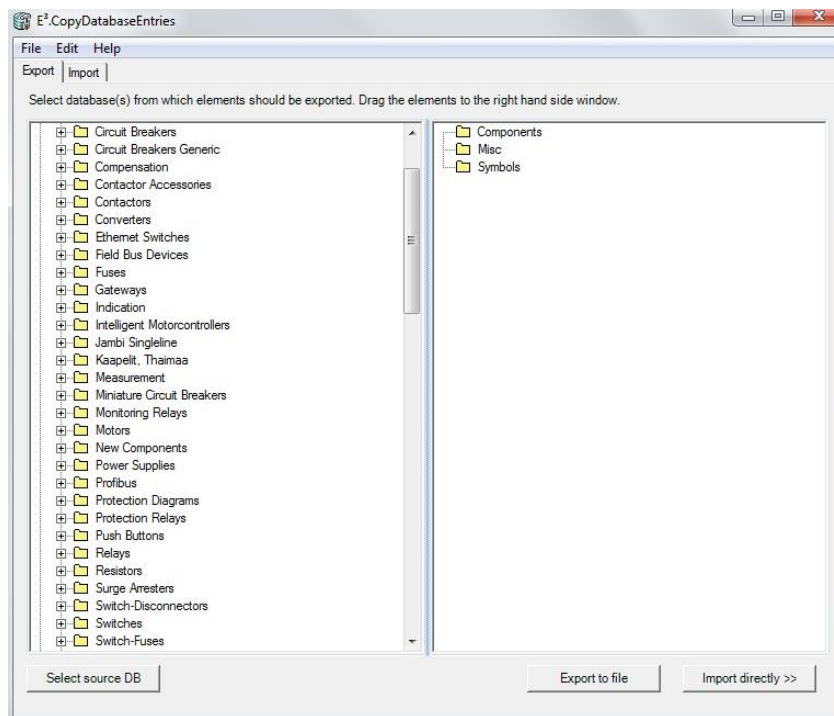 E³.CopyDatabaseEntries
File Edit Help
Export Import
Select database(s) from which elements should be exported. Drag the elements to the right hand side window.
Circuit Breakers
Circuit Breakers Generic
Compensation
Contactor Accessories
Contactors
Converters
Ethernet Switches
Field Bus Devices
Fuses
Gateways
Indication
Intelligent Motorcontrollers
Jambi Singleline
Kaapelit, Thaimaa
Measurement
Miniature Circuit Breakers
Monitoring Relays
Motors
New Components
Power Supplies
Profibus
Protection Diagrams
Protection Relays
Push Buttons
Relays
Resistors
Surge Arresters
Switch-Disconnectors
Switches
Switch-Fuses
Components
Misc
Symbols
Select source DB
Export to file
Import directly >>